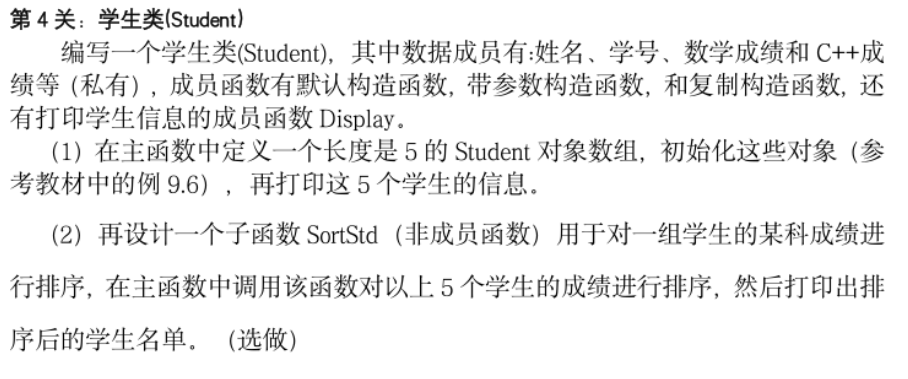 第 4 关：学生类(Student)
编写一个学生类(Student)，其中数据成员有:姓名、学号、数学成绩和 C++成
绩等（私有），成员函数有默认构造函数，带参数构造函数，和复制构造函数，还
有打印学生信息的成员函数 Display。
（1）在主函数中定义一个长度是 5 的 Student 对象数组，初始化这些对象（参
考教材中的例 9.6），再打印这 5 个学生的信息。
（2）再设计一个子函数 SortStd（非成员函数）用于对一组学生的某科成绩进
行排序，在主函数中调用该函数对以上 5 个学生的成绩进行排序，然后打印出排
序后的学生名单。（选做）